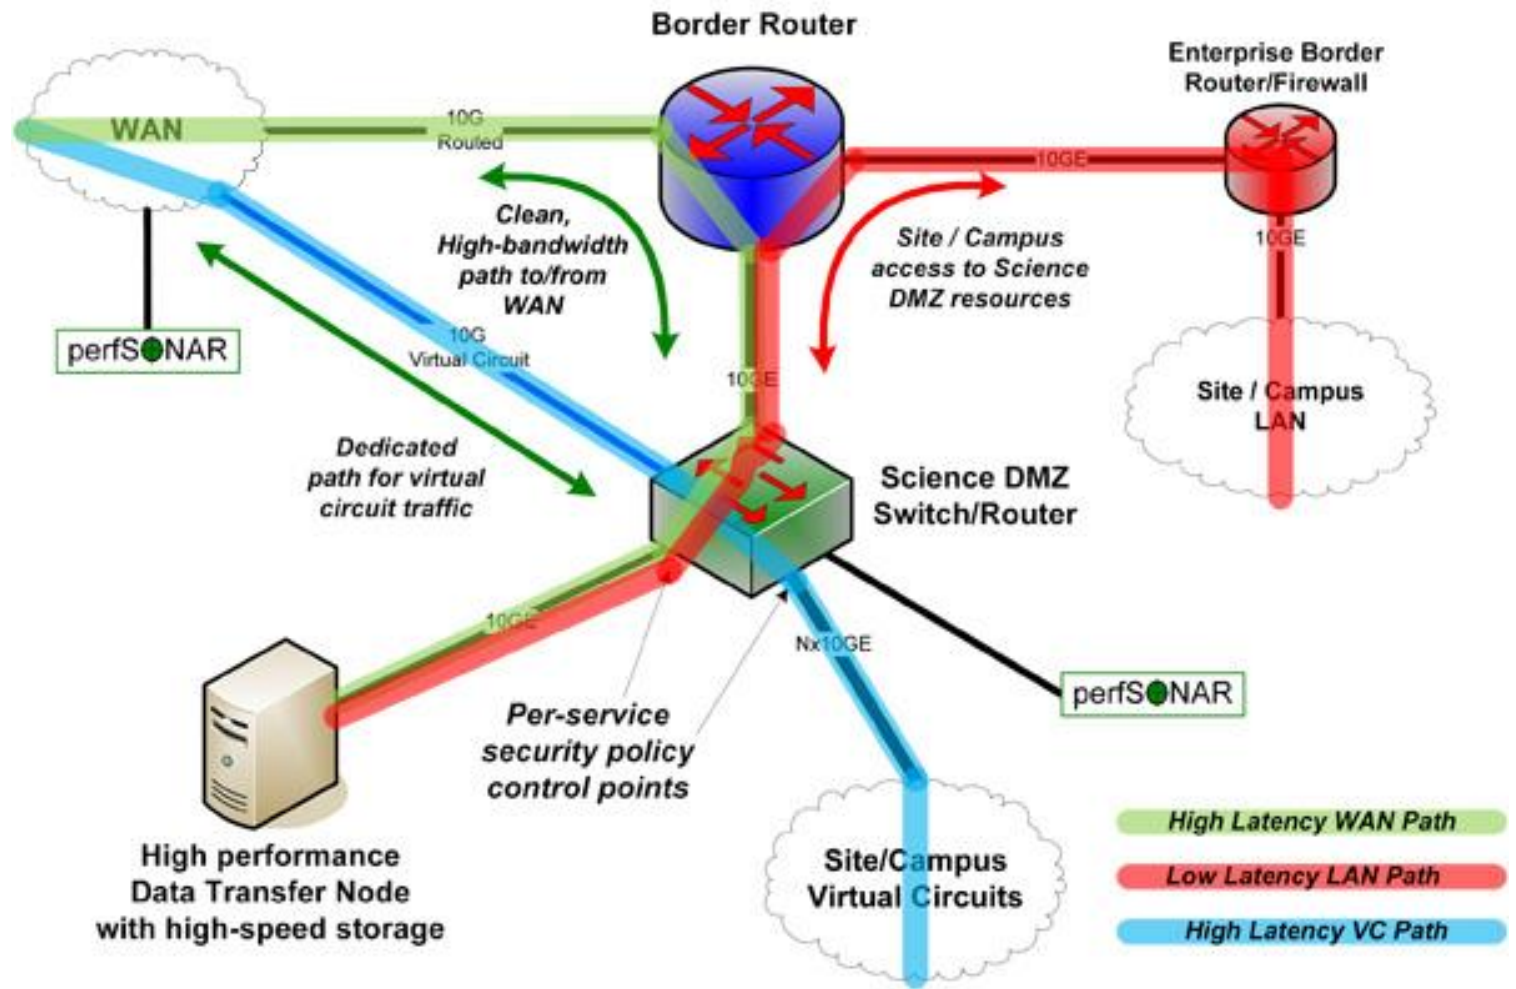 Border Router
Enterprise Border
Router/Firewall
WAN
10G
Routed
10GE
10GE
Clean,
High-bandwidth
path to/from
WAN
Site / Campus
access to Science
DMZ resources
perfSONAR
10G
Virtual Circuit
10GE
Site / Campus
LAN
Dedicated
path for virtual
circuit traffic
Science DMZ
Switch/Router
10GE
Nx10GE
perfSONAR
Per-service
security policy
control points
High performance
Data Transfer Node
with high-speed storage
Site/Campus
Virtual Circuits
High Latency WAN Path
Low Latency LAN Path
High Latency VC Path